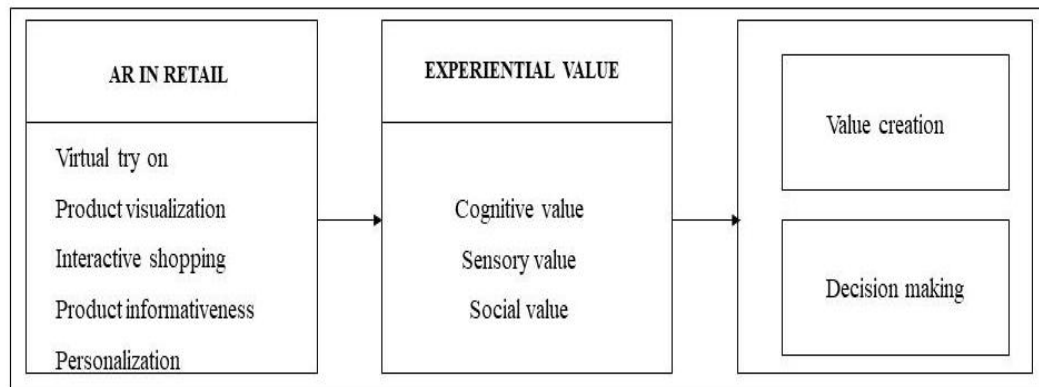 AR IN RETAIL
Virtual try on
Product visualization
Interactive shopping
Product informativeness
Personalization
EXPERIENTIAL VALUE
Cognitive value
Sensory value
Social value
Value creation
Decision making